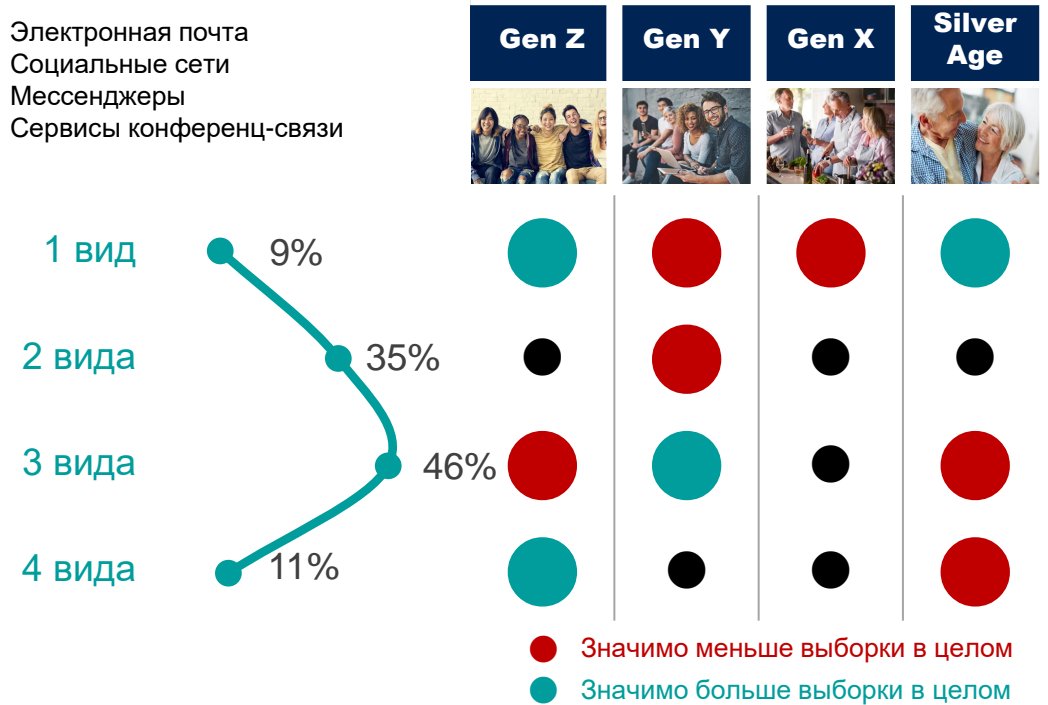 Электронная почта
Социальные сети
Мессенджеры
Сервисы конференц-связи
Gen Z
Gen Y
Gen X
Silver
Age
1 вид
9%
2 вида
35%
3 вида
46%
4 вида
11%
Значимо меньше выборки в целом
Значимо больше выборки в целом